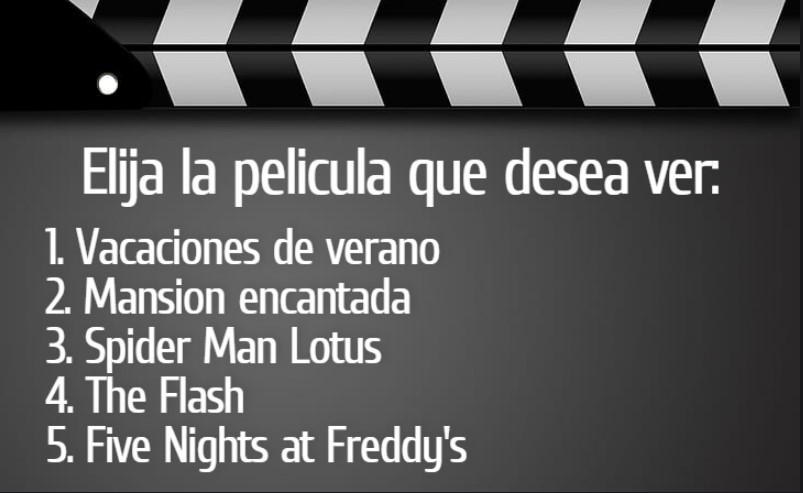 Elija la pelicula que desea ver:
1. Vacaciones de verano
2. Mansion encantada
3. Spider Man Lotus
4. The Flash
5. Five Nights at Freddy's